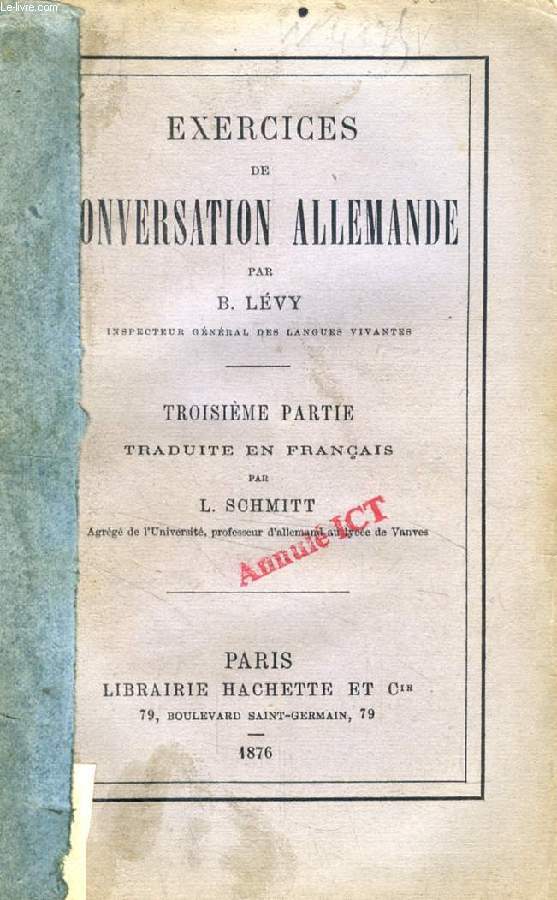 Le-livre.com
EXERCICES
DE
ONVERSATION ALLEMANDE
PAR
B. LÉVY
INSPECTEUR GÉNÉRAL DES LANGUES VIVANTES
TROISIÈME PARTIE
TRADUITE EN FRANÇAIS
PAR
L. SCHMITT
Agrégé de l'Université, professeur d'allemand au lycée de Vanves
Annulé ICT
PARIS
LIBRAIRIE HACHETTE ET Cie
79, BOULEVARD SAINT-GERMAIN, 79
1876